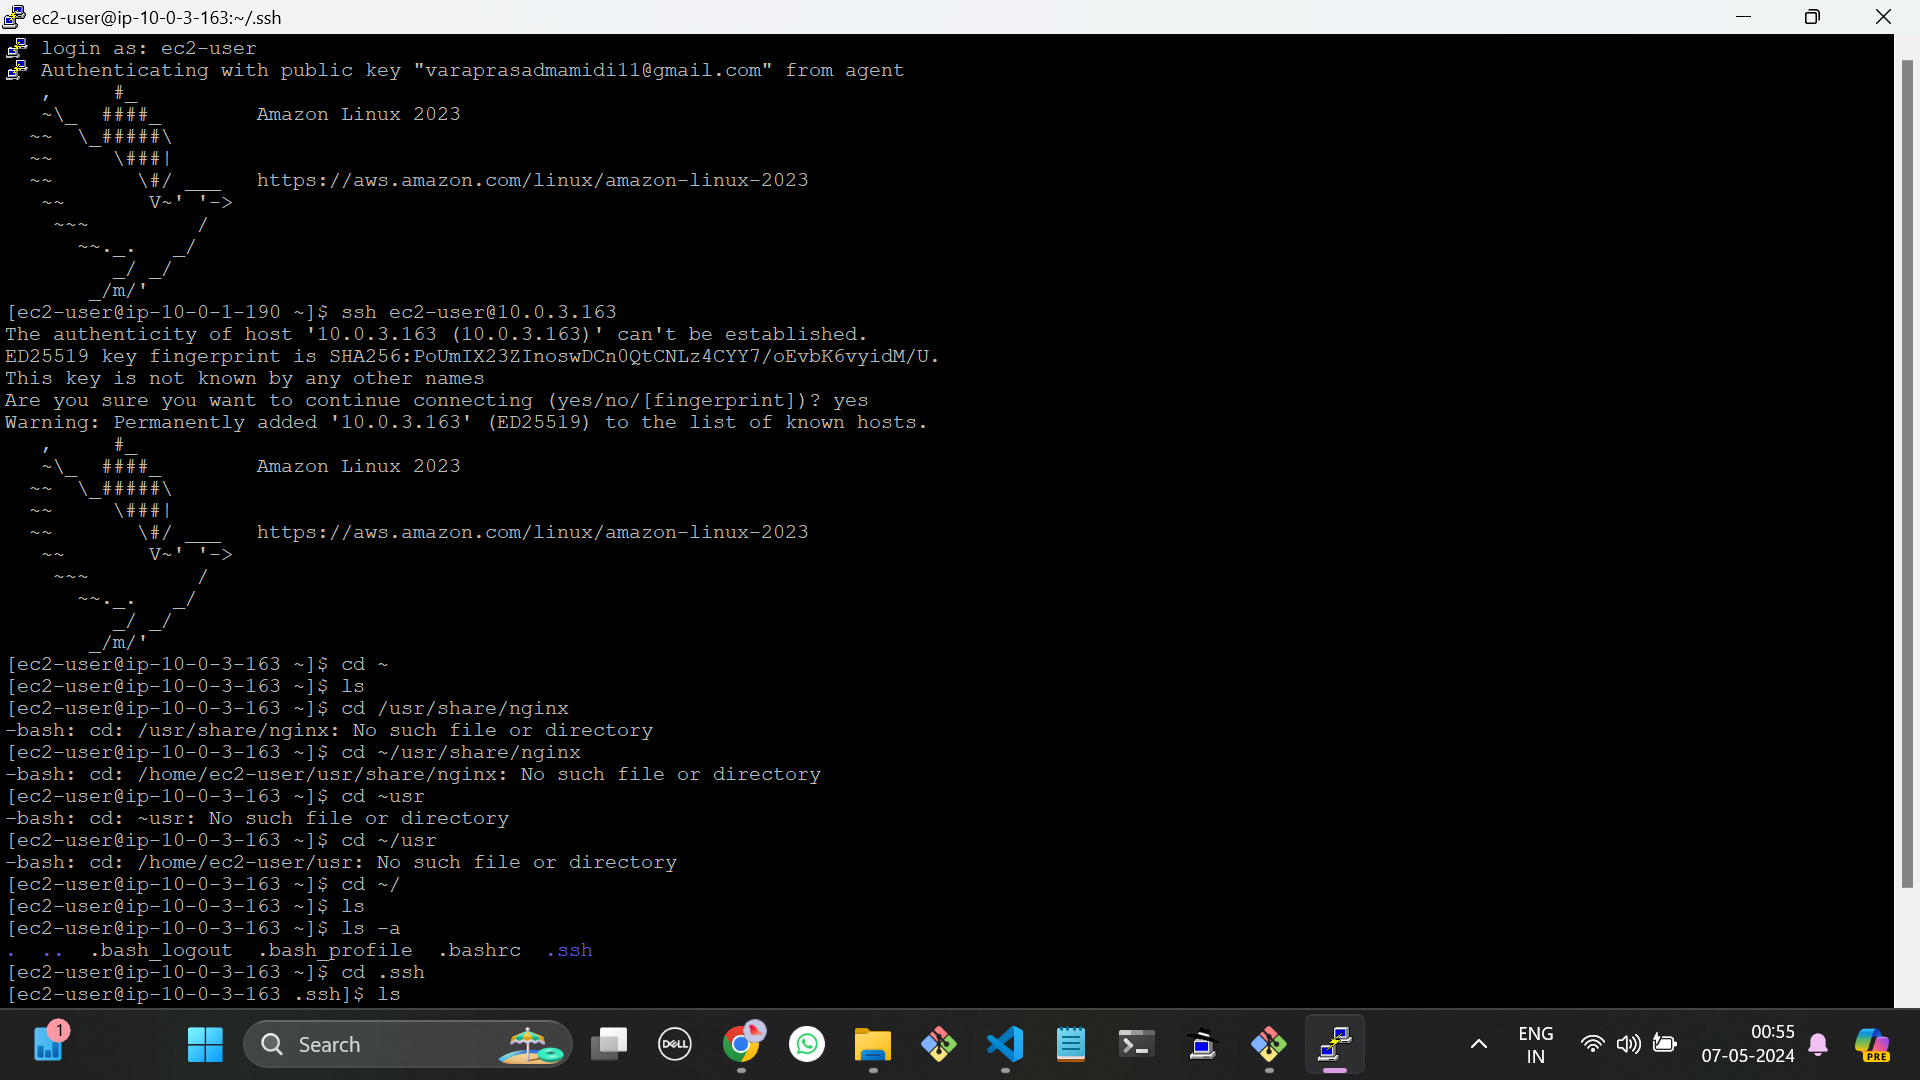 ec2-user@ip-10-0-3-163:~/.ssh
login as: ec2-user
Authenticating with public key "varaprasadmamidi11@gmail.com" from agent
   ,     #_
   ~\_  ####_        Amazon Linux 2023
  ~~  \_#####\
  ~~     \###|
  ~~       \#/ ___   https://aws.amazon.com/linux/amazon-linux-2023
   ~~       V~' '->
    ~~~         /
      ~~._.   _/
         _/ _/
       _/m/'
[ec2-user@ip-10-0-1-190 ~]$ ssh ec2-user@10.0.3.163
The authenticity of host '10.0.3.163 (10.0.3.163)' can't be established.
ED25519 key fingerprint is SHA256:PoUmIX23ZInoswDCn0QtCNLz4CYY7/oEvbK6vyidM/U.
This key is not known by any other names
Are you sure you want to continue connecting (yes/no/[fingerprint])? yes
Warning: Permanently added '10.0.3.163' (ED25519) to the list of known hosts.
   ,     #_
   ~\_  ####_        Amazon Linux 2023
  ~~  \_#####\
  ~~     \###|
  ~~       \#/ ___   https://aws.amazon.com/linux/amazon-linux-2023
   ~~       V~' '->
    ~~~         /
      ~~._.   _/
         _/ _/
       _/m/'
[ec2-user@ip-10-0-3-163 ~]$ cd ~
[ec2-user@ip-10-0-3-163 ~]$ ls
[ec2-user@ip-10-0-3-163 ~]$ cd /usr/share/nginx
-bash: cd: /usr/share/nginx: No such file or directory
[ec2-user@ip-10-0-3-163 ~]$ cd ~/usr/share/nginx
-bash: cd: /home/ec2-user/usr/share/nginx: No such file or directory
[ec2-user@ip-10-0-3-163 ~]$ cd ~usr
-bash: cd: ~usr: No such file or directory
[ec2-user@ip-10-0-3-163 ~]$ cd ~/usr
-bash: cd: /home/ec2-user/usr: No such file or directory
[ec2-user@ip-10-0-3-163 ~]$ cd ~/
[ec2-user@ip-10-0-3-163 ~]$ ls
[ec2-user@ip-10-0-3-163 ~]$ ls -a
.  ..  .bash_logout  .bash_profile  .bashrc  .ssh
[ec2-user@ip-10-0-3-163 ~]$ cd .ssh
[ec2-user@ip-10-0-3-163 .ssh]$ ls
1
Search
DELL
ENG
IN
00:55
07-05-2024
PRE